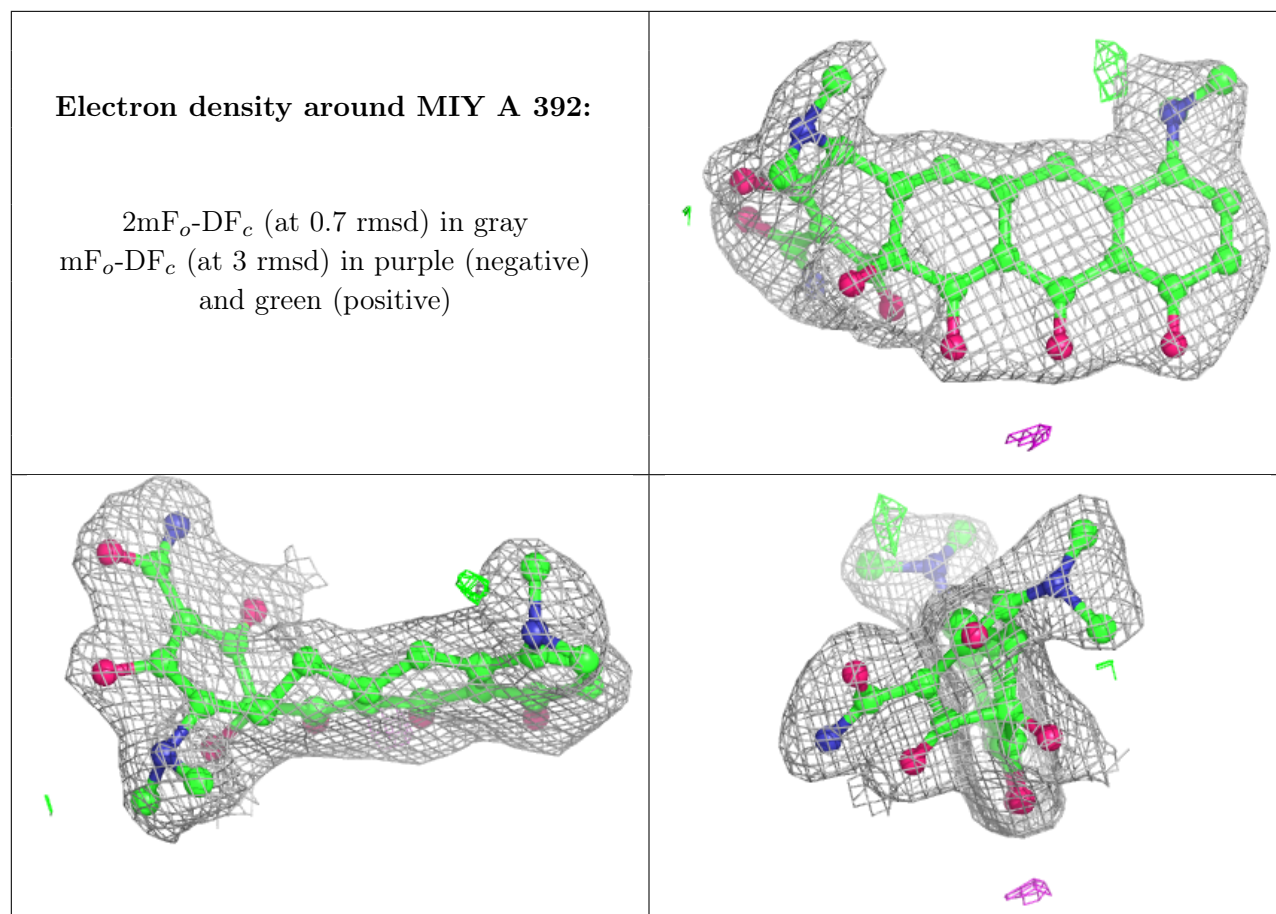 Electron density around MIY A 392:
2mFo-DFc (at 0.7 rmsd) in gray
mFo-DFc (at 3 rmsd) in purple (negative)
and green (positive)